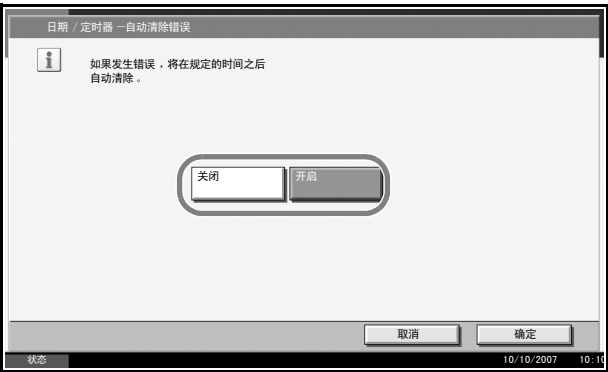 日期 / 定时器 －自动清除错误
如果发生错误，将在规定的时间之后
自动清除。
关闭
开启
取消
确定
状态
10/10/2007 10:10